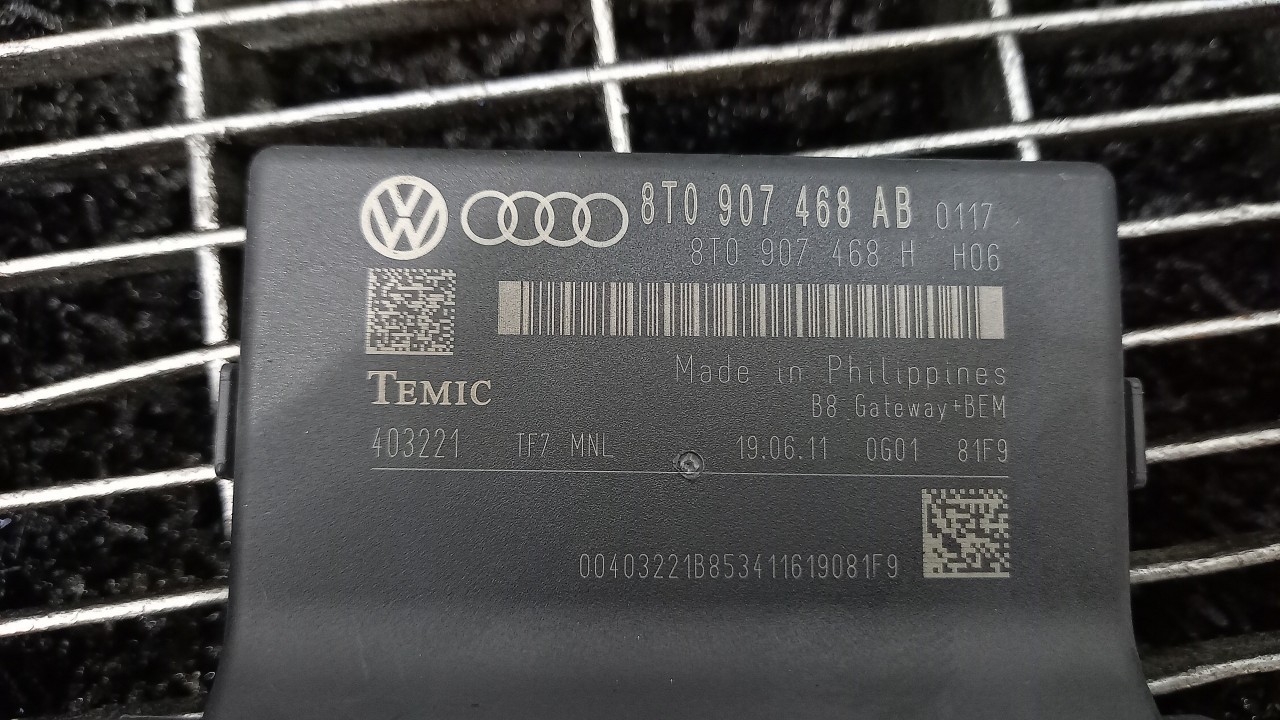 8T0 907 468 AB 0117
8T0 907 468 H H06
TEMIC
Made in Philippines
B8 Gateway+BEM
403221 TF7 MNL 19.06.11 0G01 81F9
00403221B853411619081F9